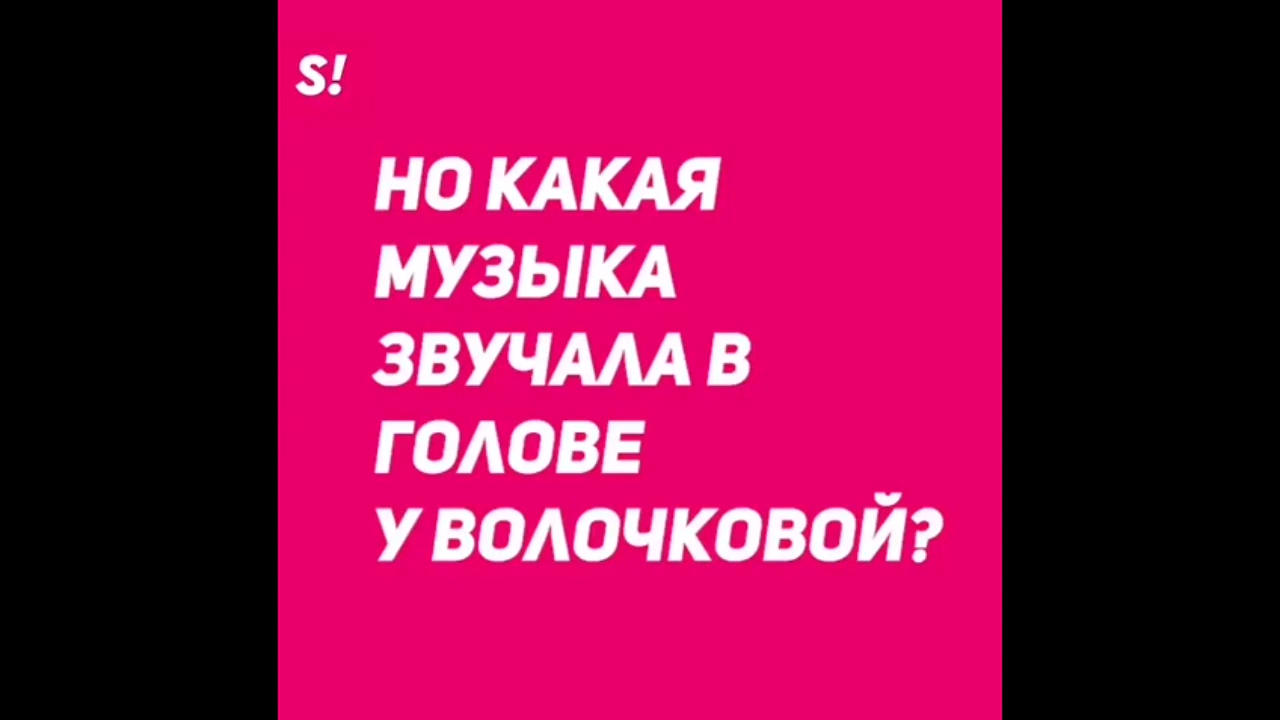 S!
НО КАКАЯ
МУЗЫКА
ЗВУЧАЛА В
ГОЛОВЕ
У ВОЛОЧКОВОЙ?